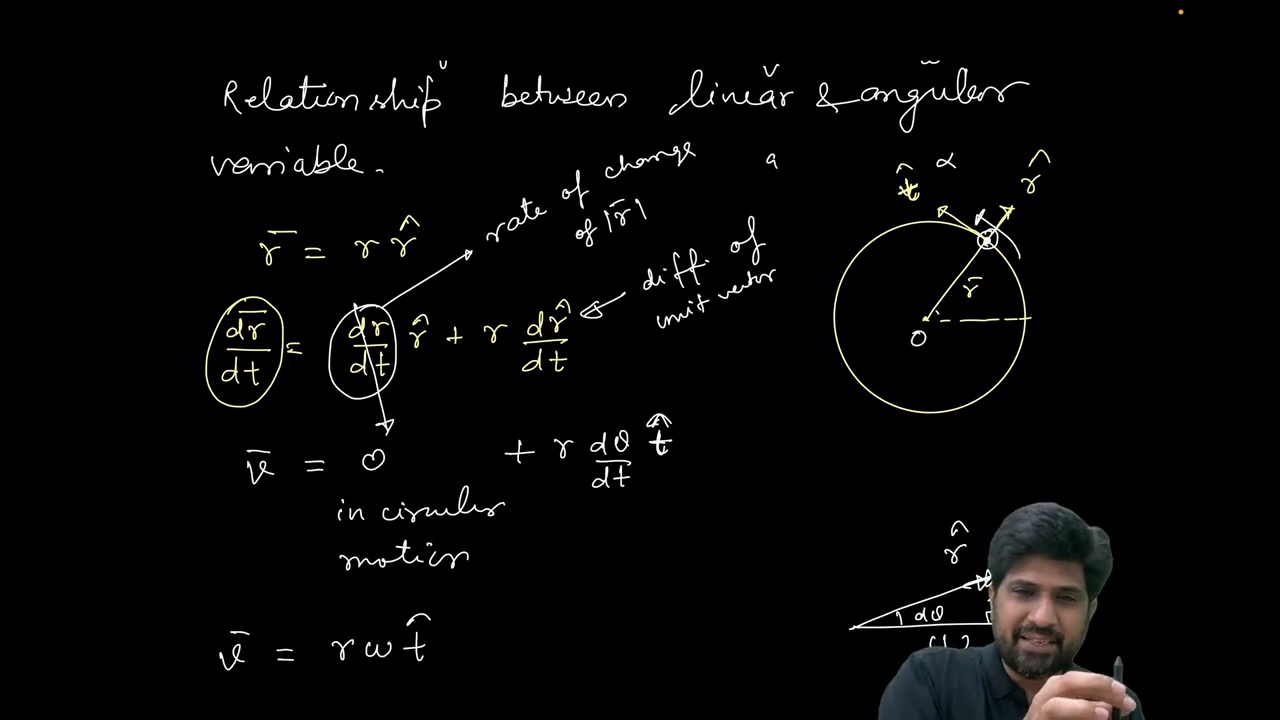 Relationship between linear & angular
variable.
r̄ = r r̂
rate of change
of |r̄|
a
α
t̂
r̂
r̄
O
dr̄/dt = dr/dt r̂ + r dr̂/dt
diff. of
unit vector
v̄ = 0 + r dθ/dt t̂
in circular
motion
v̄ = r ω t̂
r̂
dθ